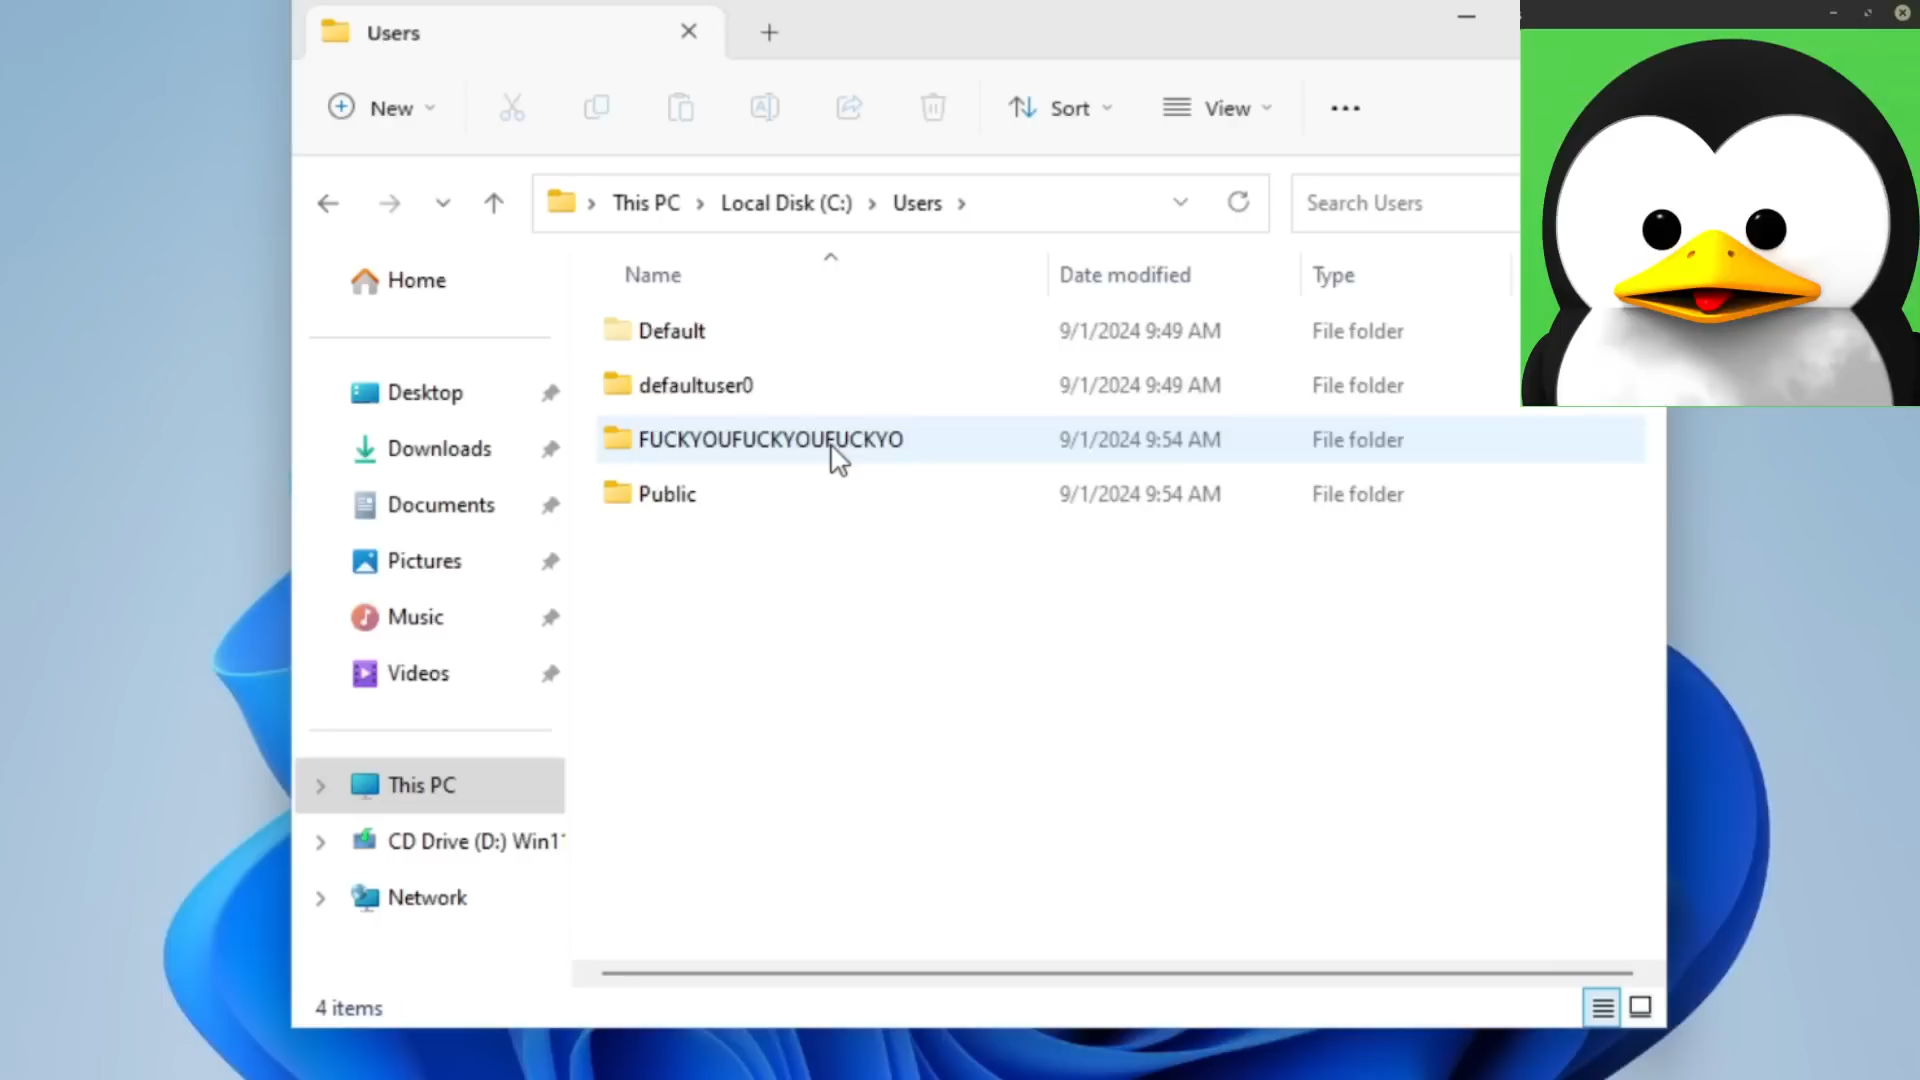 Users
New
Sort
View
This PC
Local Disk (C:)
Users
Search Users
Name
Date modified
Type
Default
9/1/2024 9:49 AM
File folder
defaultuser0
9/1/2024 9:49 AM
File folder
FUCKYOUFUCKYOUFUCKYO
9/1/2024 9:54 AM
File folder
Public
9/1/2024 9:54 AM
File folder
Home
Desktop
Downloads
Documents
Pictures
Music
Videos
This PC
CD Drive (D:) Win1
Network
4 items